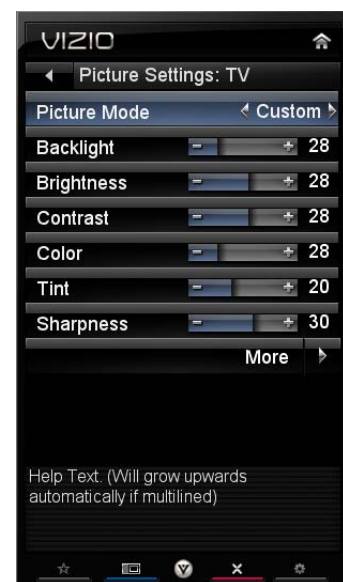 VIZIO
Picture Settings: TV
Picture Mode Custom
Backlight - + 28
Brightness - + 28
Contrast - + 28
Color - + 28
Tint - + 20
Sharpness - + 30
More
Help Text. (Will grow upwards
automatically if multilined)
V